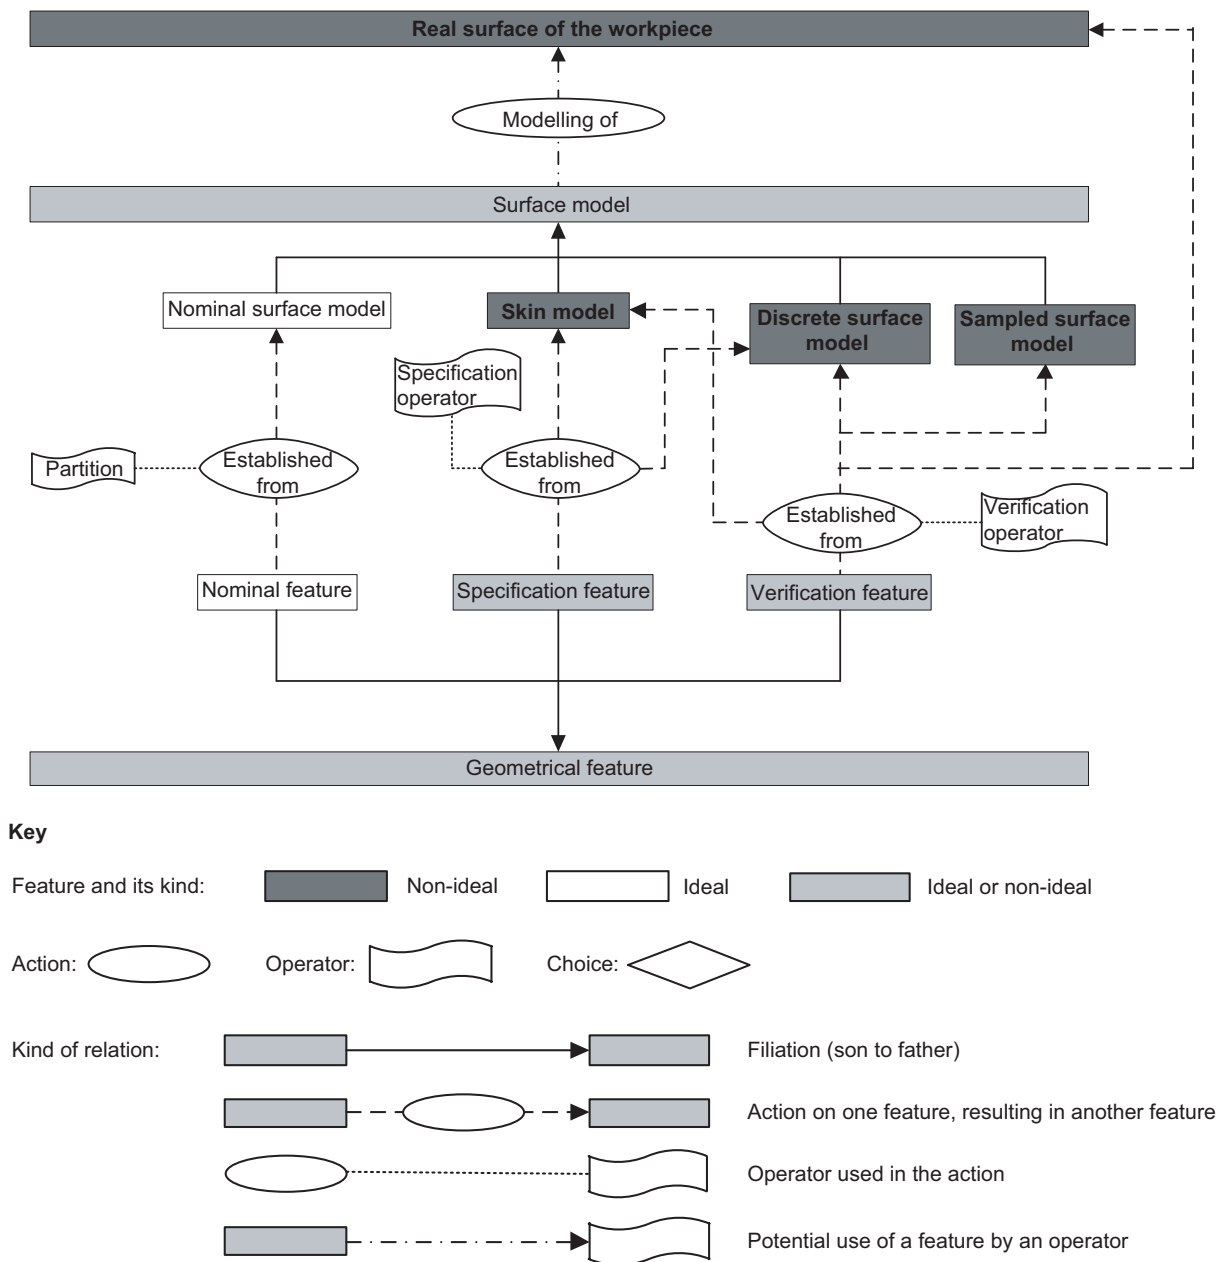 Real surface of the workpiece
Modelling of
Surface model
Nominal surface model
Skin model
Discrete surface
model
Sampled surface
model
Specification
operator
Partition
Established
from
Established
from
Established
from
Verification
operator
Nominal feature
Specification feature
Verification feature
Geometrical feature
Key
Feature and its kind:
Non-ideal
Ideal
Ideal or non-ideal
Action:
Operator:
Choice:
Kind of relation:
Filiation (son to father)
Action on one feature, resulting in another feature
Operator used in the action
Potential use of a feature by an operator